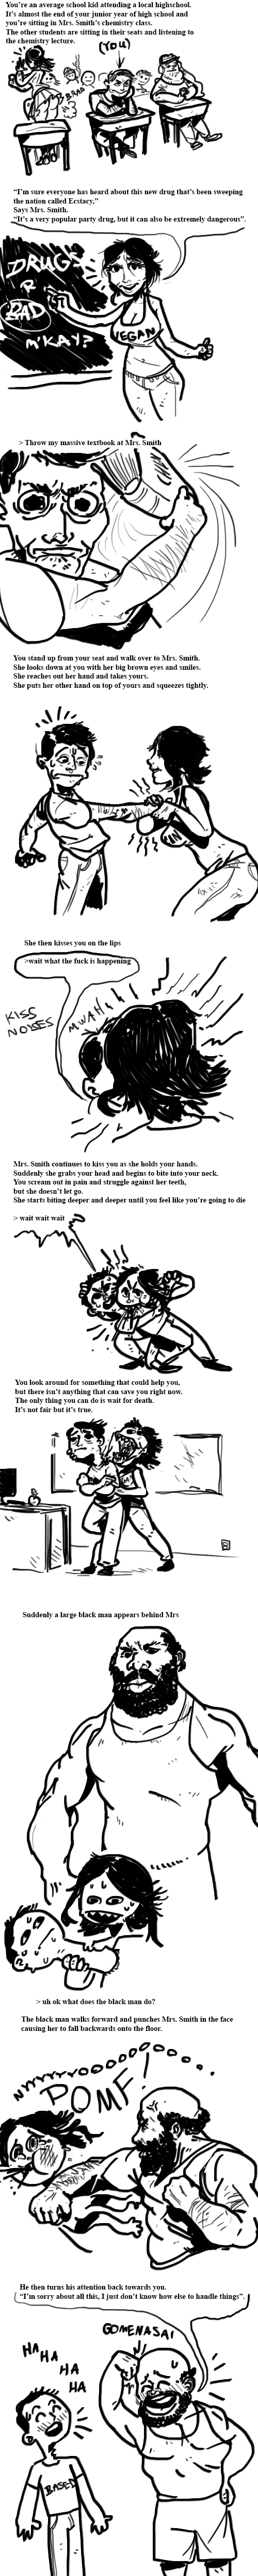 You're an average school kid attending a local highschool.
It's almost the end of your junior year of high school and
you're sitting in Mrs. Smith's chemistry class.
The other students are sitting in their seats and listening to
the chemistry lecture.
(You)
BRAAP
"I'm sure everyone has heard about this new drug that's been sweeping
the nation called Ecstacy,"
Says Mrs. Smith.
"It's a very popular party drug, but it can also be extremely dangerous".
DRUGS
R
BAD
M'KAY?
VEGAN
> Throw my massive textbook at Mrs. Smith
You stand up from your seat and walk over to Mrs. Smith.
She looks down at you with her big brown eyes and smiles.
She reaches out her hand and takes yours.
She puts her other hand on top of yours and squeezes tightly.
She then kisses you on the lips
>wait what the fuck is happening
KISS
NOISES
MWAH
Mrs. Smith continues to kiss you as she holds your hands.
Suddenly she grabs your head and begins to bite into your neck.
You scream out in pain and struggle against her teeth,
but she doesn't let go.
She starts biting deeper and deeper until you feel like you're going to die
> wait wait wait
You look around for something that could help you,
but there isn't anything that can save you right now.
The only thing you can do is wait for death.
It's not fair but it's true.
Suddenly a large black man appears behind Mrs
> uh ok what does the black man do?
The black man walks forward and punches Mrs. Smith in the face
causing her to fall backwards onto the floor.
POMF!
He then turns his attention back towards you.
"I'm sorry about all this, I just don't know how else to handle things".
GOMENASAI
HA
HA
HA
HA
BASED